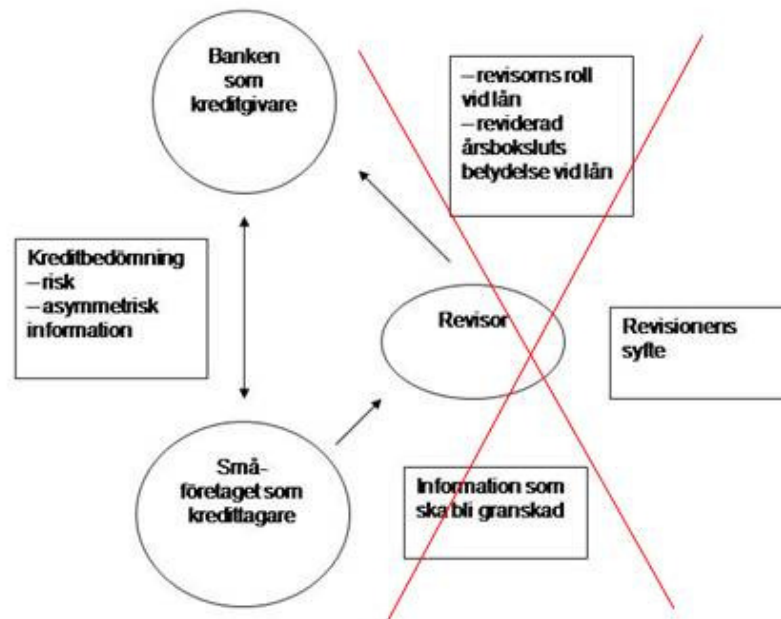 Banken
som
kreditgivare
–revisorns roll
vid lån
–reviderad
årsboksluts
betydelse vid lån
Kreditbedömning
–risk
–asymmetrisk
information
Revisor
Revisionens
syfte
Små-
företaget som
kredittagare
Information som
ska bli granskad